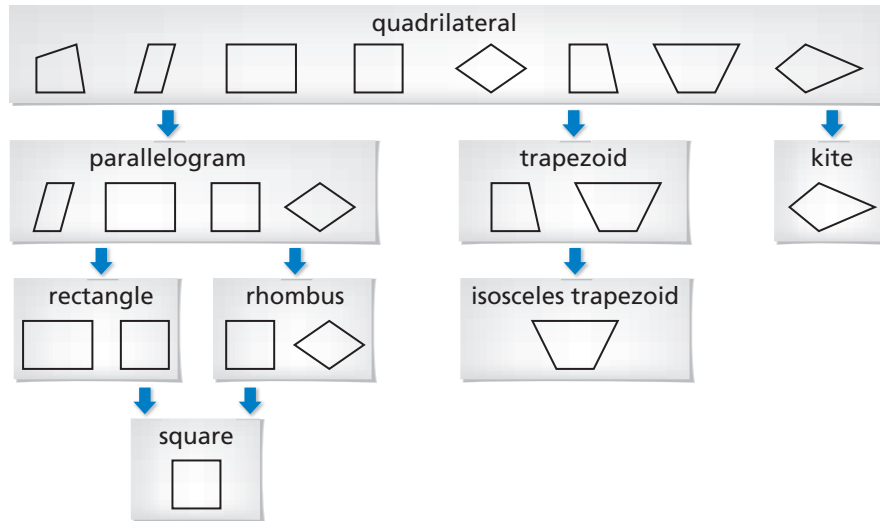 quadrilateral
parallelogram
trapezoid
kite
rectangle
rhombus
isosceles trapezoid
square